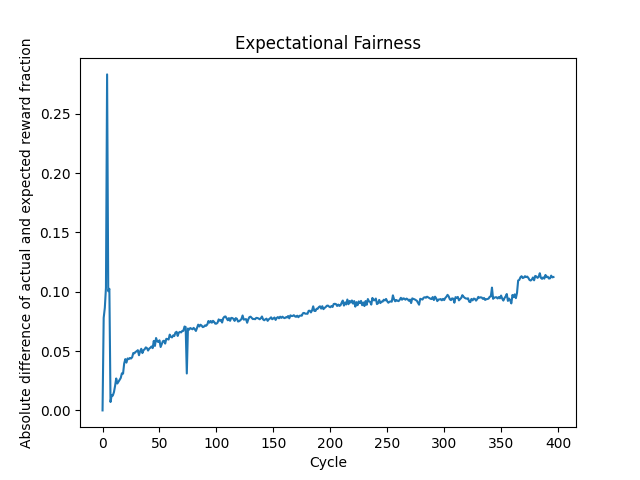 Expectational Fairness
Absolute difference of actual and expected reward fraction
0.25
0.20
0.15
0.10
0.05
0.00
0 50 100 150 200 250 300 350 400
Cycle